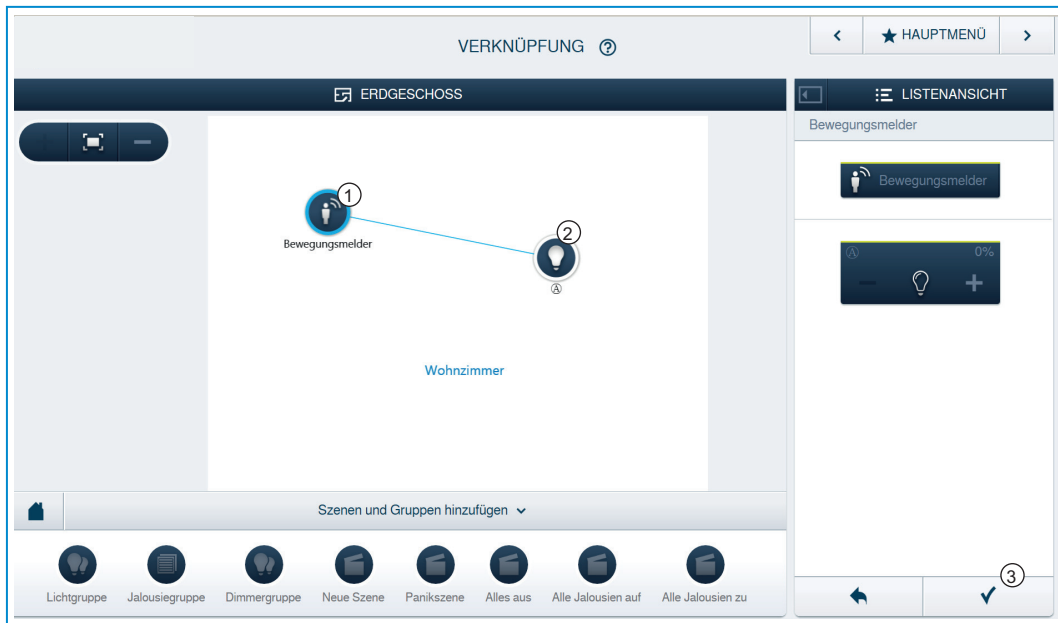 VERKNÜPFUNG ?
★ HAUPTMENÜ
ERDGESCHOSS
LISTENANSICHT
Bewegungsmelder
Bewegungsmelder
Ⓐ 0%
− +
①
Bewegungsmelder
②
Ⓐ
Wohnzimmer
Szenen und Gruppen hinzufügen
Lichtgruppe Jalousiegruppe Dimmergruppe Neue Szene Panikszene Alles aus Alle Jalousien auf Alle Jalousien zu
③